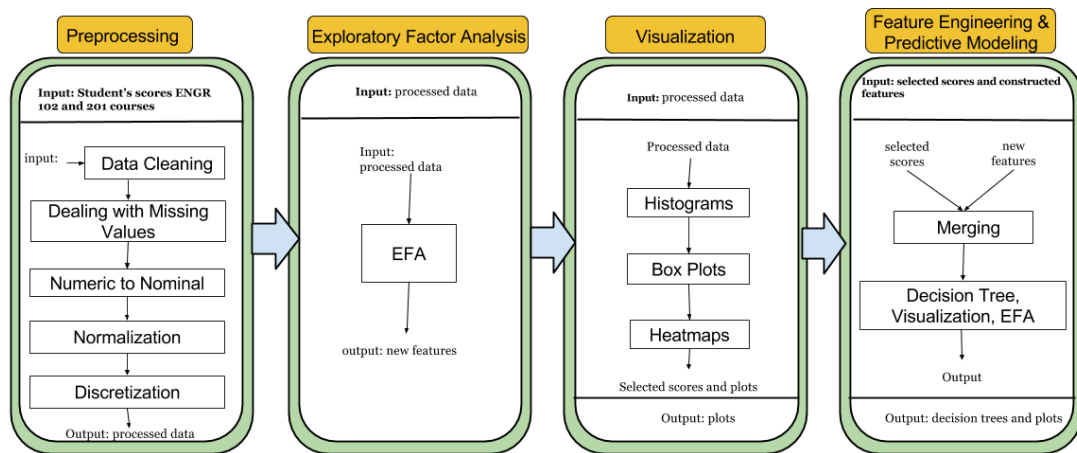 Preprocessing
Input: Student's scores ENGR
102 and 201 courses
input:
Data Cleaning
Dealing with Missing
Values
Numeric to Nominal
Normalization
Discretization
Output: processed data
Exploratory Factor Analysis
Input: processed data
Input:
processed data
EFA
output: new features
Visualization
Input: processed data
Processed data
Histograms
Box Plots
Heatmaps
Selected scores and plots
Output: plots
Feature Engineering &
Predictive Modeling
Input: selected scores and constructed
features
selected
scores
new
features
Merging
Decision Tree,
Visualization, EFA
Output
Output: decision trees and plots